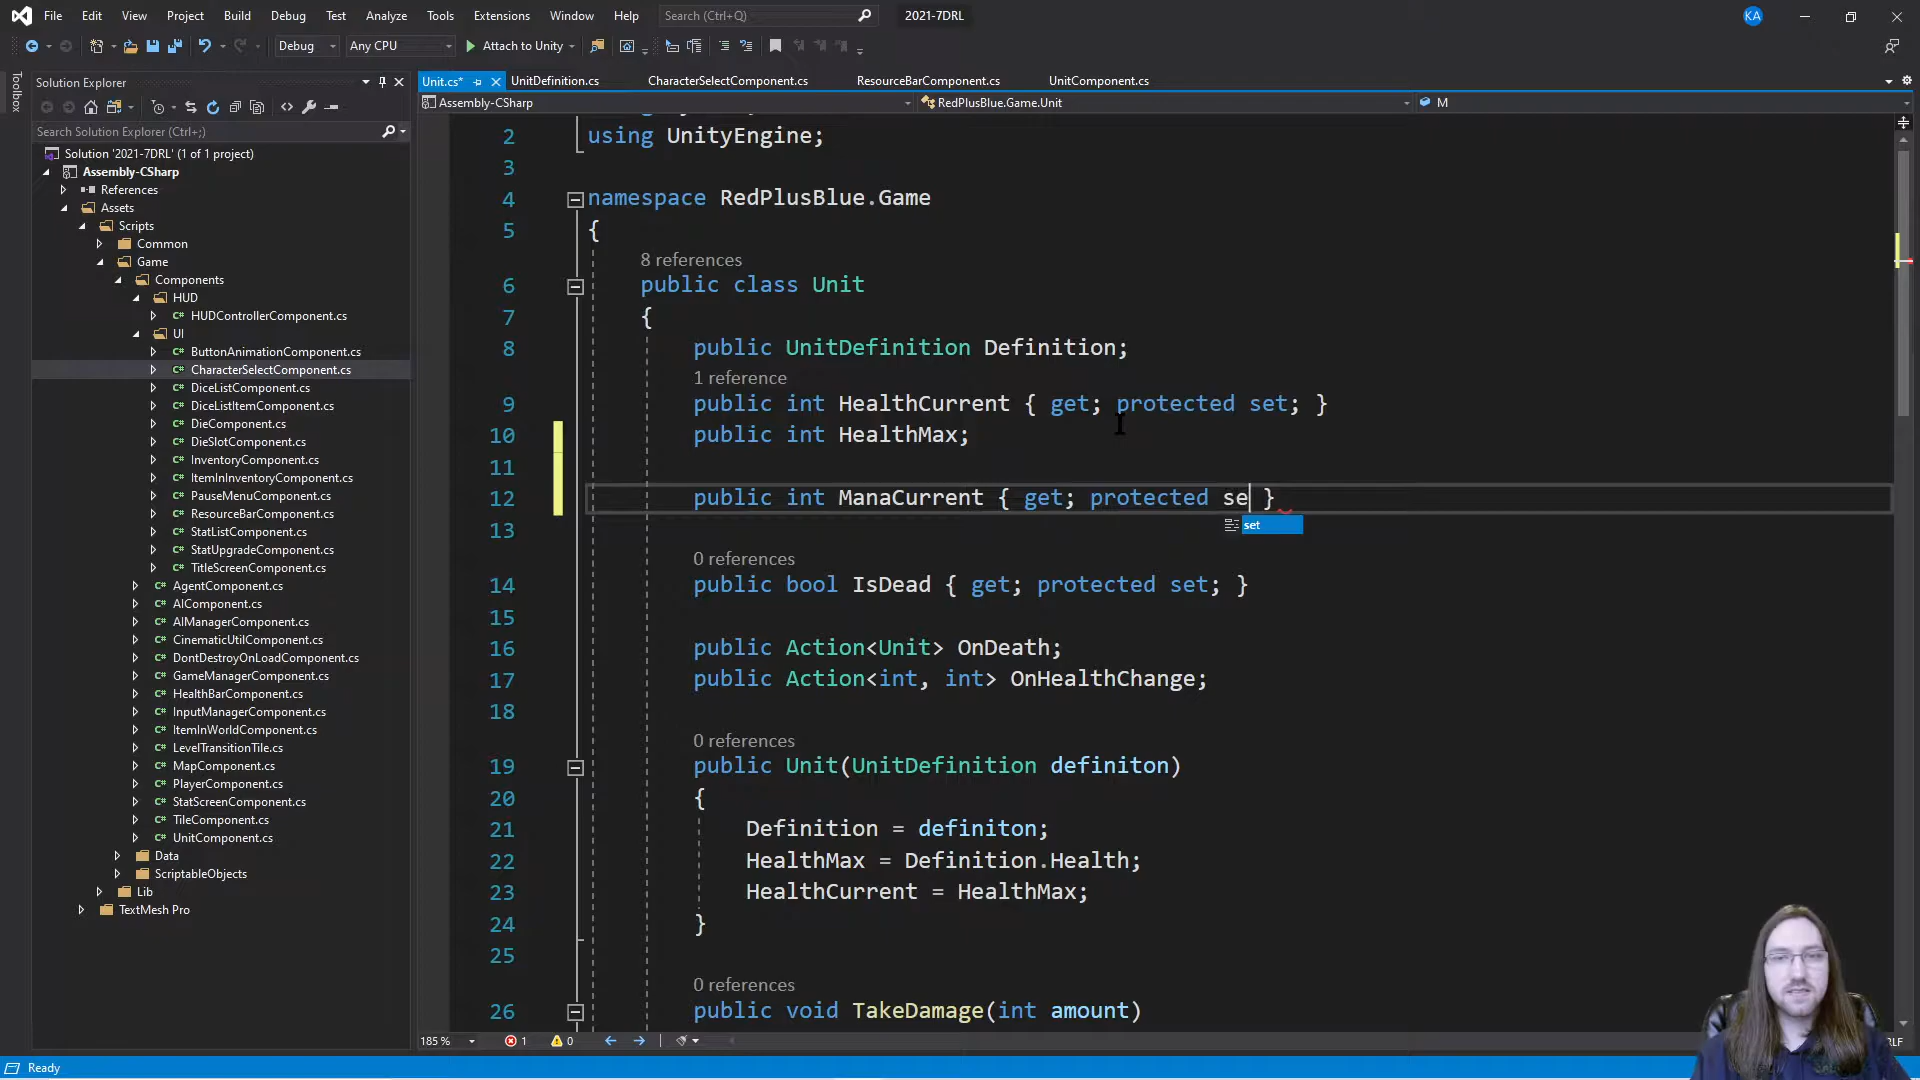 File Edit View Project Build Debug Test Analyze Tools Extensions Window Help Search (Ctrl+Q) 2021-7DRL KA
Debug Any CPU Attach to Unity
Toolbox
Solution Explorer
Search Solution Explorer (Ctrl+;)
Solution '2021-7DRL' (1 of 1 project)
Assembly-CSharp
References
Assets
Scripts
Common
Game
Components
HUD
C# HUDControllerComponent.cs
UI
C# ButtonAnimationComponent.cs
C# CharacterSelectComponent.cs
C# DiceListComponent.cs
C# DiceListItemComponent.cs
C# DieComponent.cs
C# DieSlotComponent.cs
C# InventoryComponent.cs
C# ItemInInventoryComponent.cs
C# PauseMenuComponent.cs
C# ResourceBarComponent.cs
C# StatListComponent.cs
C# StatUpgradeComponent.cs
C# TitleScreenComponent.cs
C# AgentComponent.cs
C# AIComponent.cs
C# AIManagerComponent.cs
C# CinematicUtilComponent.cs
C# DontDestroyOnLoadComponent.cs
C# GameManagerComponent.cs
C# HealthBarComponent.cs
C# InputManagerComponent.cs
C# ItemInWorldComponent.cs
C# LevelTransitionTile.cs
C# MapComponent.cs
C# PlayerComponent.cs
C# StatScreenComponent.cs
C# TileComponent.cs
C# UnitComponent.cs
Data
ScriptableObjects
Lib
TextMesh Pro
Unit.cs* UnitDefinition.cs CharacterSelectComponent.cs ResourceBarComponent.cs UnitComponent.cs
Assembly-CSharp RedPlusBlue.Game.Unit M
2 using UnityEngine;
3
4 namespace RedPlusBlue.Game
5 {
8 references
6 public class Unit
7 {
8 public UnitDefinition Definition;
1 reference
9 public int HealthCurrent { get; protected set; }
10 public int HealthMax;
11
12 public int ManaCurrent { get; protected se }
set
13
0 references
14 public bool IsDead { get; protected set; }
15
16 public Action<Unit> OnDeath;
17 public Action<int, int> OnHealthChange;
18
0 references
19 public Unit(UnitDefinition definiton)
20 {
21 Definition = definiton;
22 HealthMax = Definition.Health;
23 HealthCurrent = HealthMax;
24 }
25
0 references
26 public void TakeDamage(int amount)
185 % 1 0
Ready